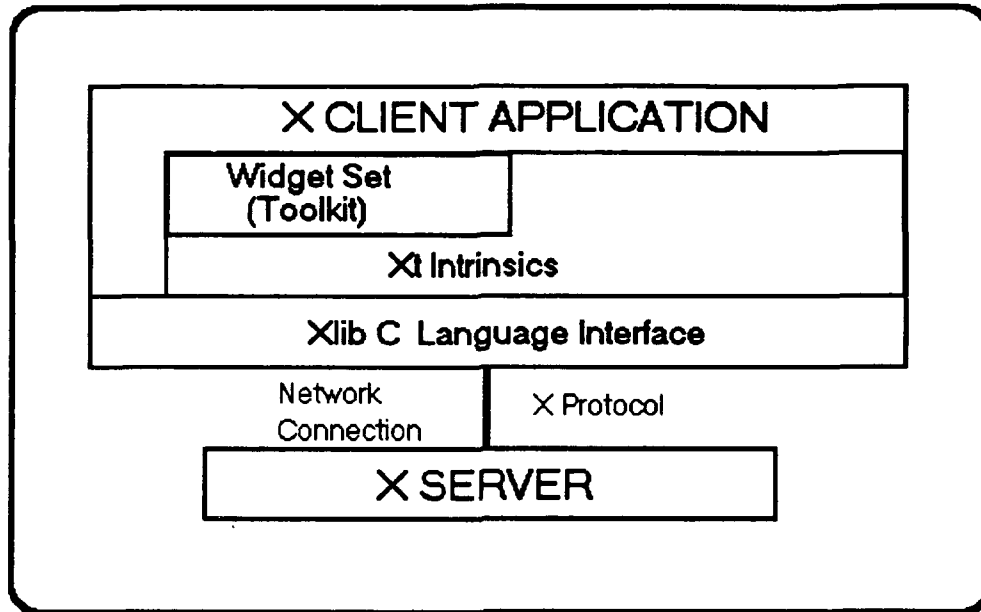 X CLIENT APPLICATION
Widget Set
(Toolkit)
Xt Intrinsics
Xlib C Language Interface
Network
Connection
X Protocol
X SERVER